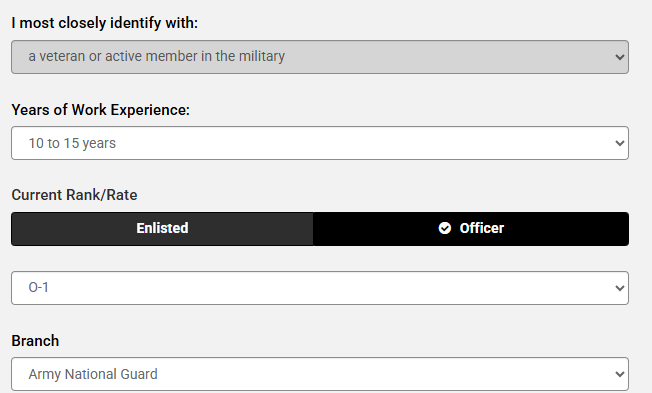 I most closely identify with:
a veteran or active member in the military
Years of Work Experience:
10 to 15 years
Current Rank/Rate
Enlisted
Officer
O-1
Branch
Army National Guard